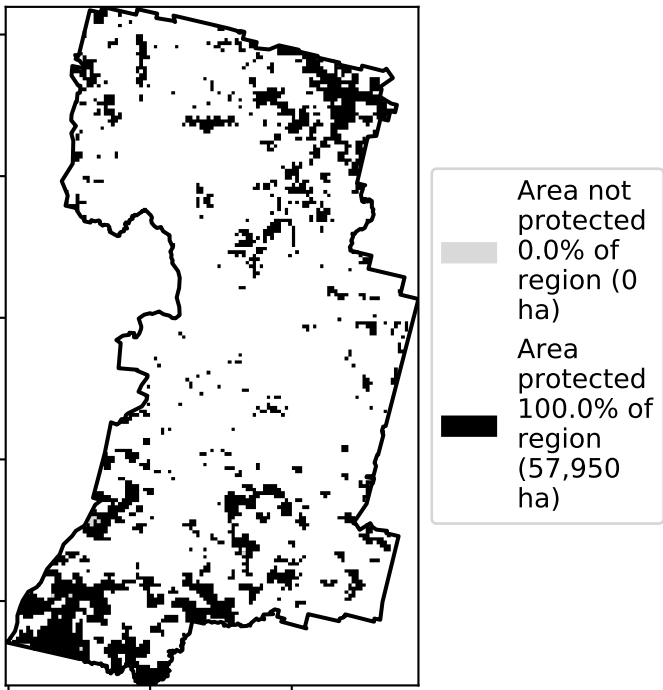 Area not
protected
0.0% of
region (0
ha)
Area
protected
100.0% of
region
(57,950
ha)